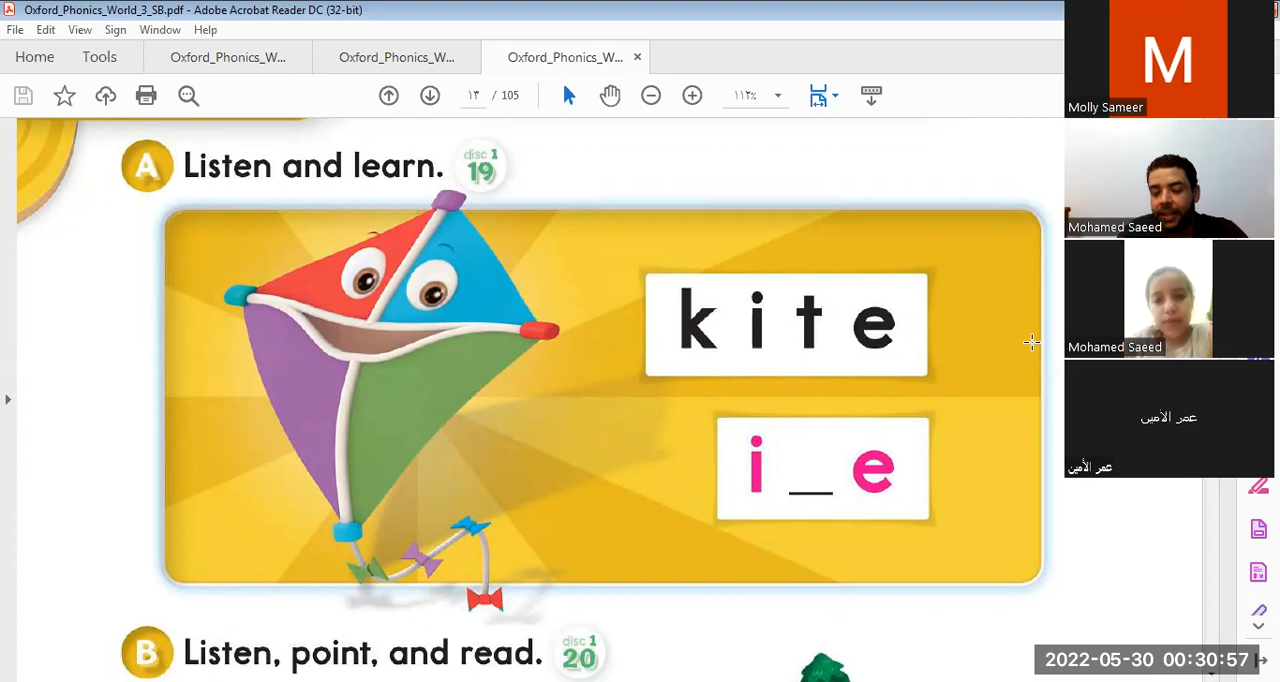 Oxford_Phonics_World_3_SB.pdf - Adobe Acrobat Reader DC (32-bit)
File Edit View Sign Window Help
Home Tools Oxford_Phonics_W... Oxford_Phonics_W... Oxford_Phonics_W... ×
١٣ / 105 ١١٢٪
M
Molly Sameer
Mohamed Saeed
Mohamed Saeed
عمر الأمين
عمر الأمين
A Listen and learn. disc 1 19
kite
i _ e
B Listen, point, and read. disc 1 20
2022-05-30 00:30:57